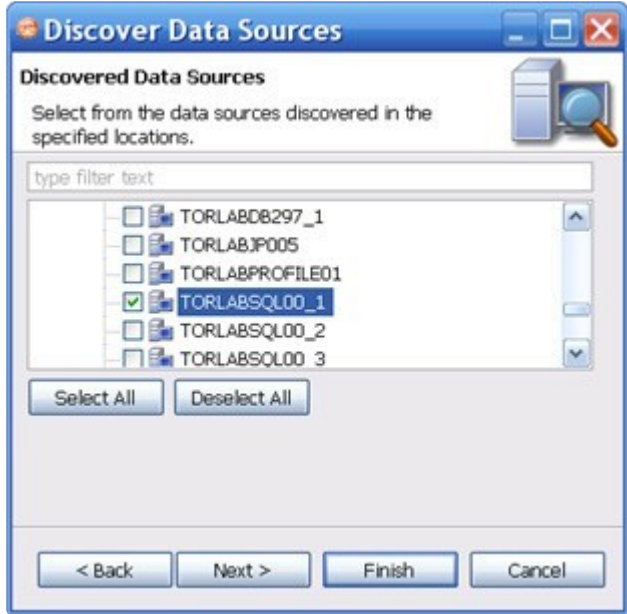 Discover Data Sources
Discovered Data Sources
Select from the data sources discovered in the
specified locations.
type filter text
TORLABDB297_1
TORLABJP005
TORLABPROFILE01
TORLABSQL00_1
TORLABSQL00_2
TORLABSQL00_3
Select All
Deselect All
< Back
Next >
Finish
Cancel